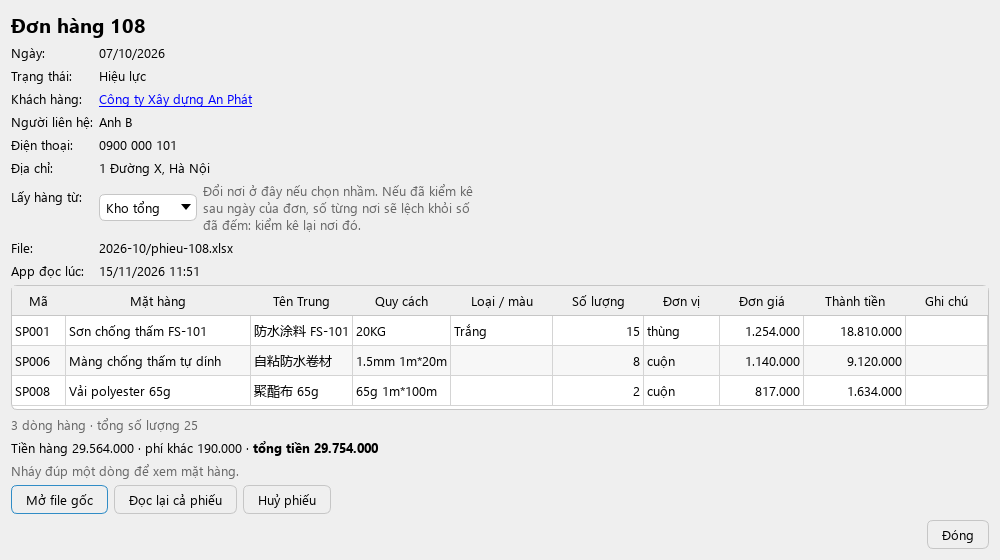 Đơn hàng 108
Ngày: 07/10/2026
Trạng thái: Hiệu lực
Khách hàng: Công ty Xây dựng An Phát
Người liên hệ: Anh B
Điện thoại: 0900 000 101
Địa chỉ: 1 Đường X, Hà Nội
Lấy hàng từ: Kho tổng
Đổi nơi ở đây nếu chọn nhầm. Nếu đã kiểm kê
sau ngày của đơn, số từng nơi sẽ lệch khỏi số
đã đếm: kiểm kê lại nơi đó.
File: 2026-10/phieu-108.xlsx
App đọc lúc: 15/11/2026 11:51
Mã Mặt hàng Tên Trung Quy cách Loại / màu Số lượng Đơn vị Đơn giá Thành tiền Ghi chú
SP001 Sơn chống thấm FS-101 防水涂料 FS-101 20KG Trắng 15 thùng 1.254.000 18.810.000
SP006 Màng chống thấm tự dính 自粘防水卷材 1.5mm 1m*20m 8 cuộn 1.140.000 9.120.000
SP008 Vải polyester 65g 聚酯布 65g 65g 1m*100m 2 cuộn 817.000 1.634.000
3 dòng hàng · tổng số lượng 25
Tiền hàng 29.564.000 · phí khác 190.000 · tổng tiền 29.754.000
Nháy đúp một dòng để xem mặt hàng.
Mở file gốc Đọc lại cả phiếu Huỷ phiếu
Đóng